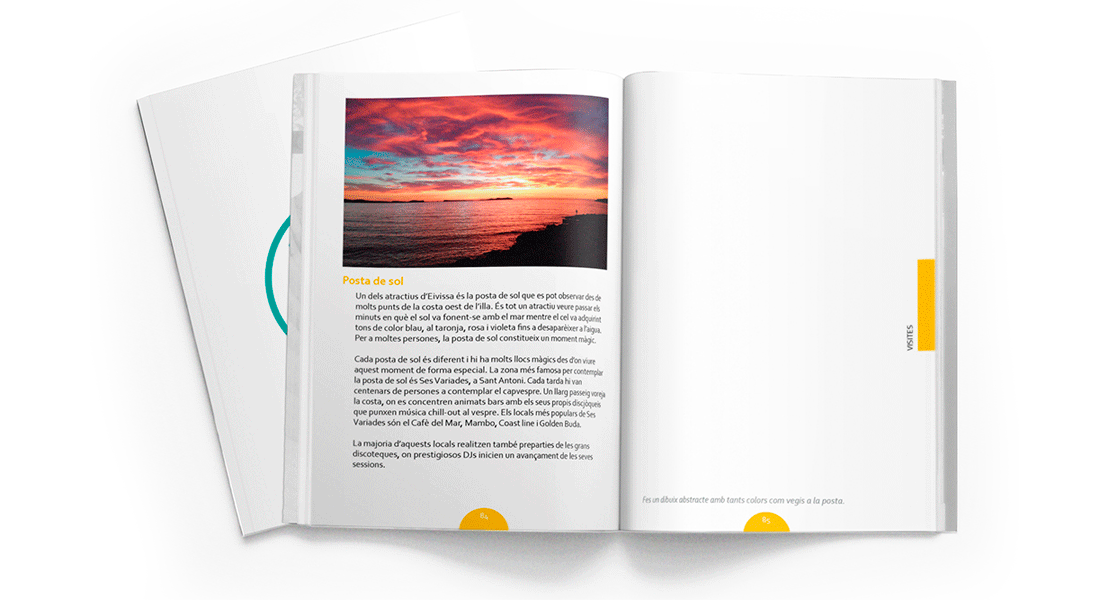 Posta de sol
Un dels atractius d'Eivissa és la posta de sol que es pot observar des de
molts punts de la costa oest de l'illa. És tot un atractiu veure passar els
minuts en què el sol va fonent-se amb el mar mentre el cel va adquirint
tons de color blau, al taronja, rosa i violeta fins a desaparèixer a l'aigua.
Per a moltes persones, la posta de sol constitueix un moment màgic.
Cada posta de sol és diferent i hi ha molts llocs màgics des d'on viure
aquest moment de forma especial. La zona més famosa per contemplar
la posta de sol és Ses Variades, a Sant Antoni. Cada tarda hi van
centenars de persones a contemplar el capvespre. Un llarg passeig voreja
la costa, on es concentren animats bars amb els seus propis discjòqueis
que punxen música chill-out al vespre. Els locals més populars de Ses
Variades són el Cafè del Mar, Mambo, Coast line i Golden Buda.
La majoria d'aquests locals realitzen també preparties de les grans
discoteques, on prestigiosos DJs inicien un avançament de les seves
sessions.
84
VISITES
Fes un dibuix abstracte amb tants colors com vegis a la posta.
85